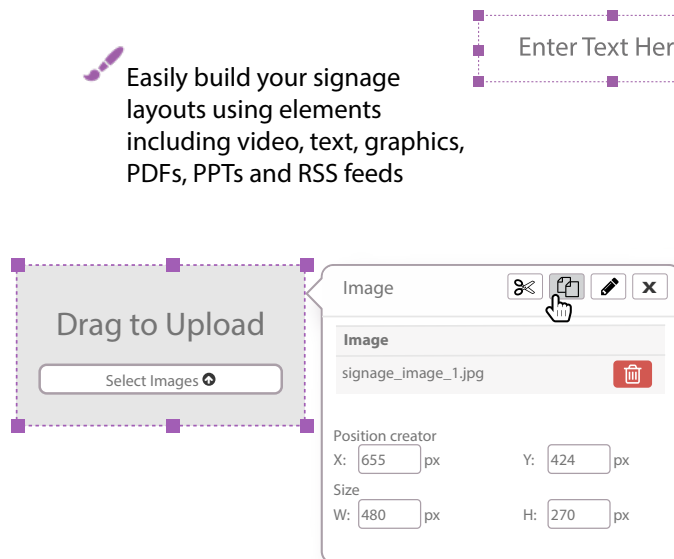 Enter Text Her
Easily build your signage
layouts using elements
including video, text, graphics,
PDFs, PPTs and RSS feeds
Drag to Upload
Select Images
Image
Image
signage_image_1.jpg
Position creator
X: 655 px Y: 424 px
Size
W: 480 px H: 270 px